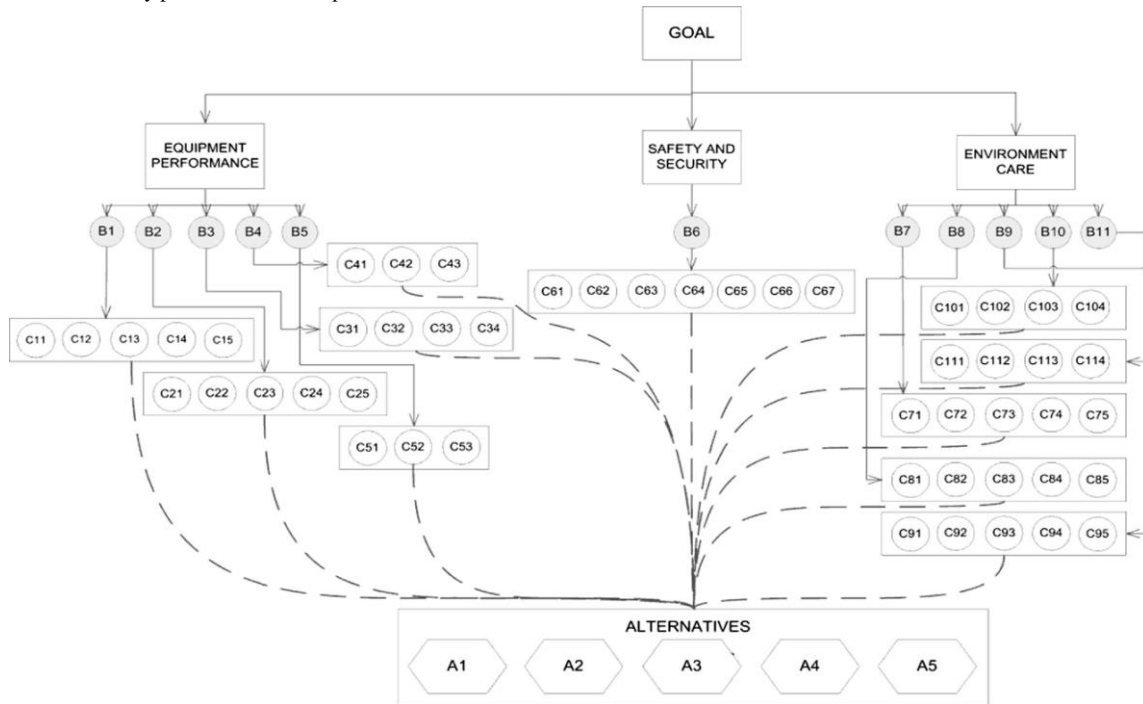 GOAL
EQUIPMENT
PERFORMANCE
SAFETY AND
SECURITY
ENVIRONMENT
CARE
B1 B2 B3 B4 B5
B6
B7 B8 B9 B10 B11
C41 C42 C43
C61 C62 C63 C64 C65 C66 C67
C101 C102 C103 C104
C31 C32 C33 C34
C11 C12 C13 C14 C15
C111 C112 C113 C114
C21 C22 C23 C24 C25
C71 C72 C73 C74 C75
C51 C52 C53
C81 C82 C83 C84 C85
C91 C92 C93 C94 C95
ALTERNATIVES
A1 A2 A3 A4 A5